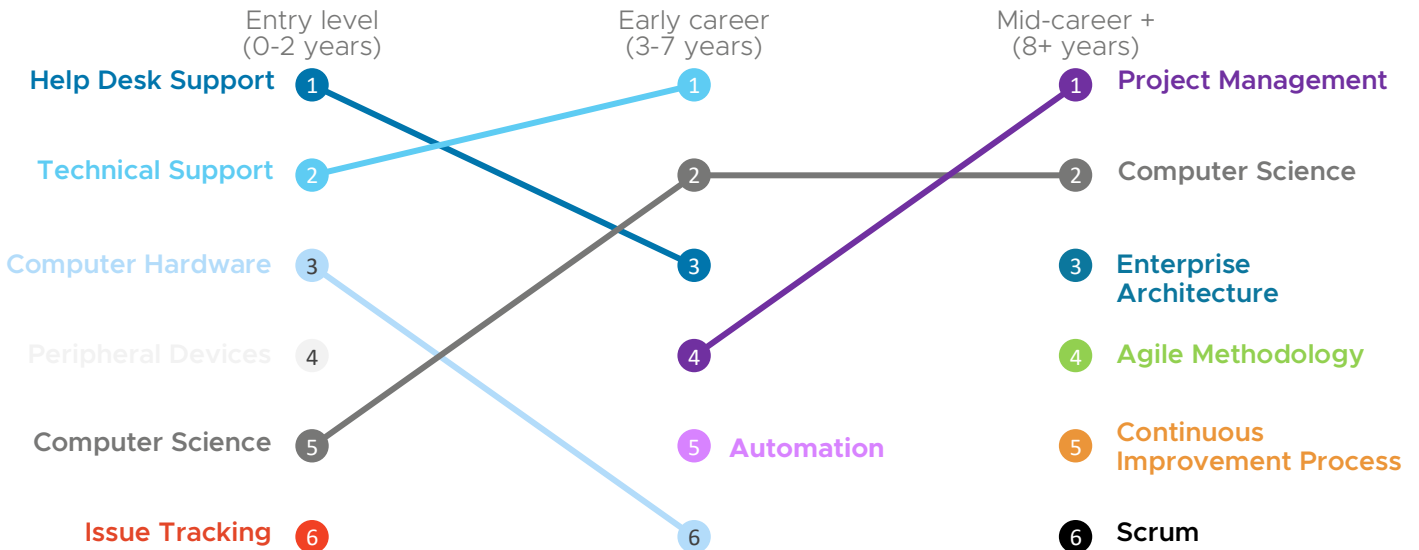 Entry level
(0-2 years)
Early career
(3-7 years)
Mid-career +
(8+ years)
Help Desk Support
1
1
1
Project Management
Technical Support
2
2
2
Computer Science
Computer Hardware
3
3
3
Enterprise
Architecture
Peripheral Devices
4
4
4
Agile Methodology
Computer Science
5
5
Automation
5
Continuous
Improvement Process
Issue Tracking
6
6
6
Scrum